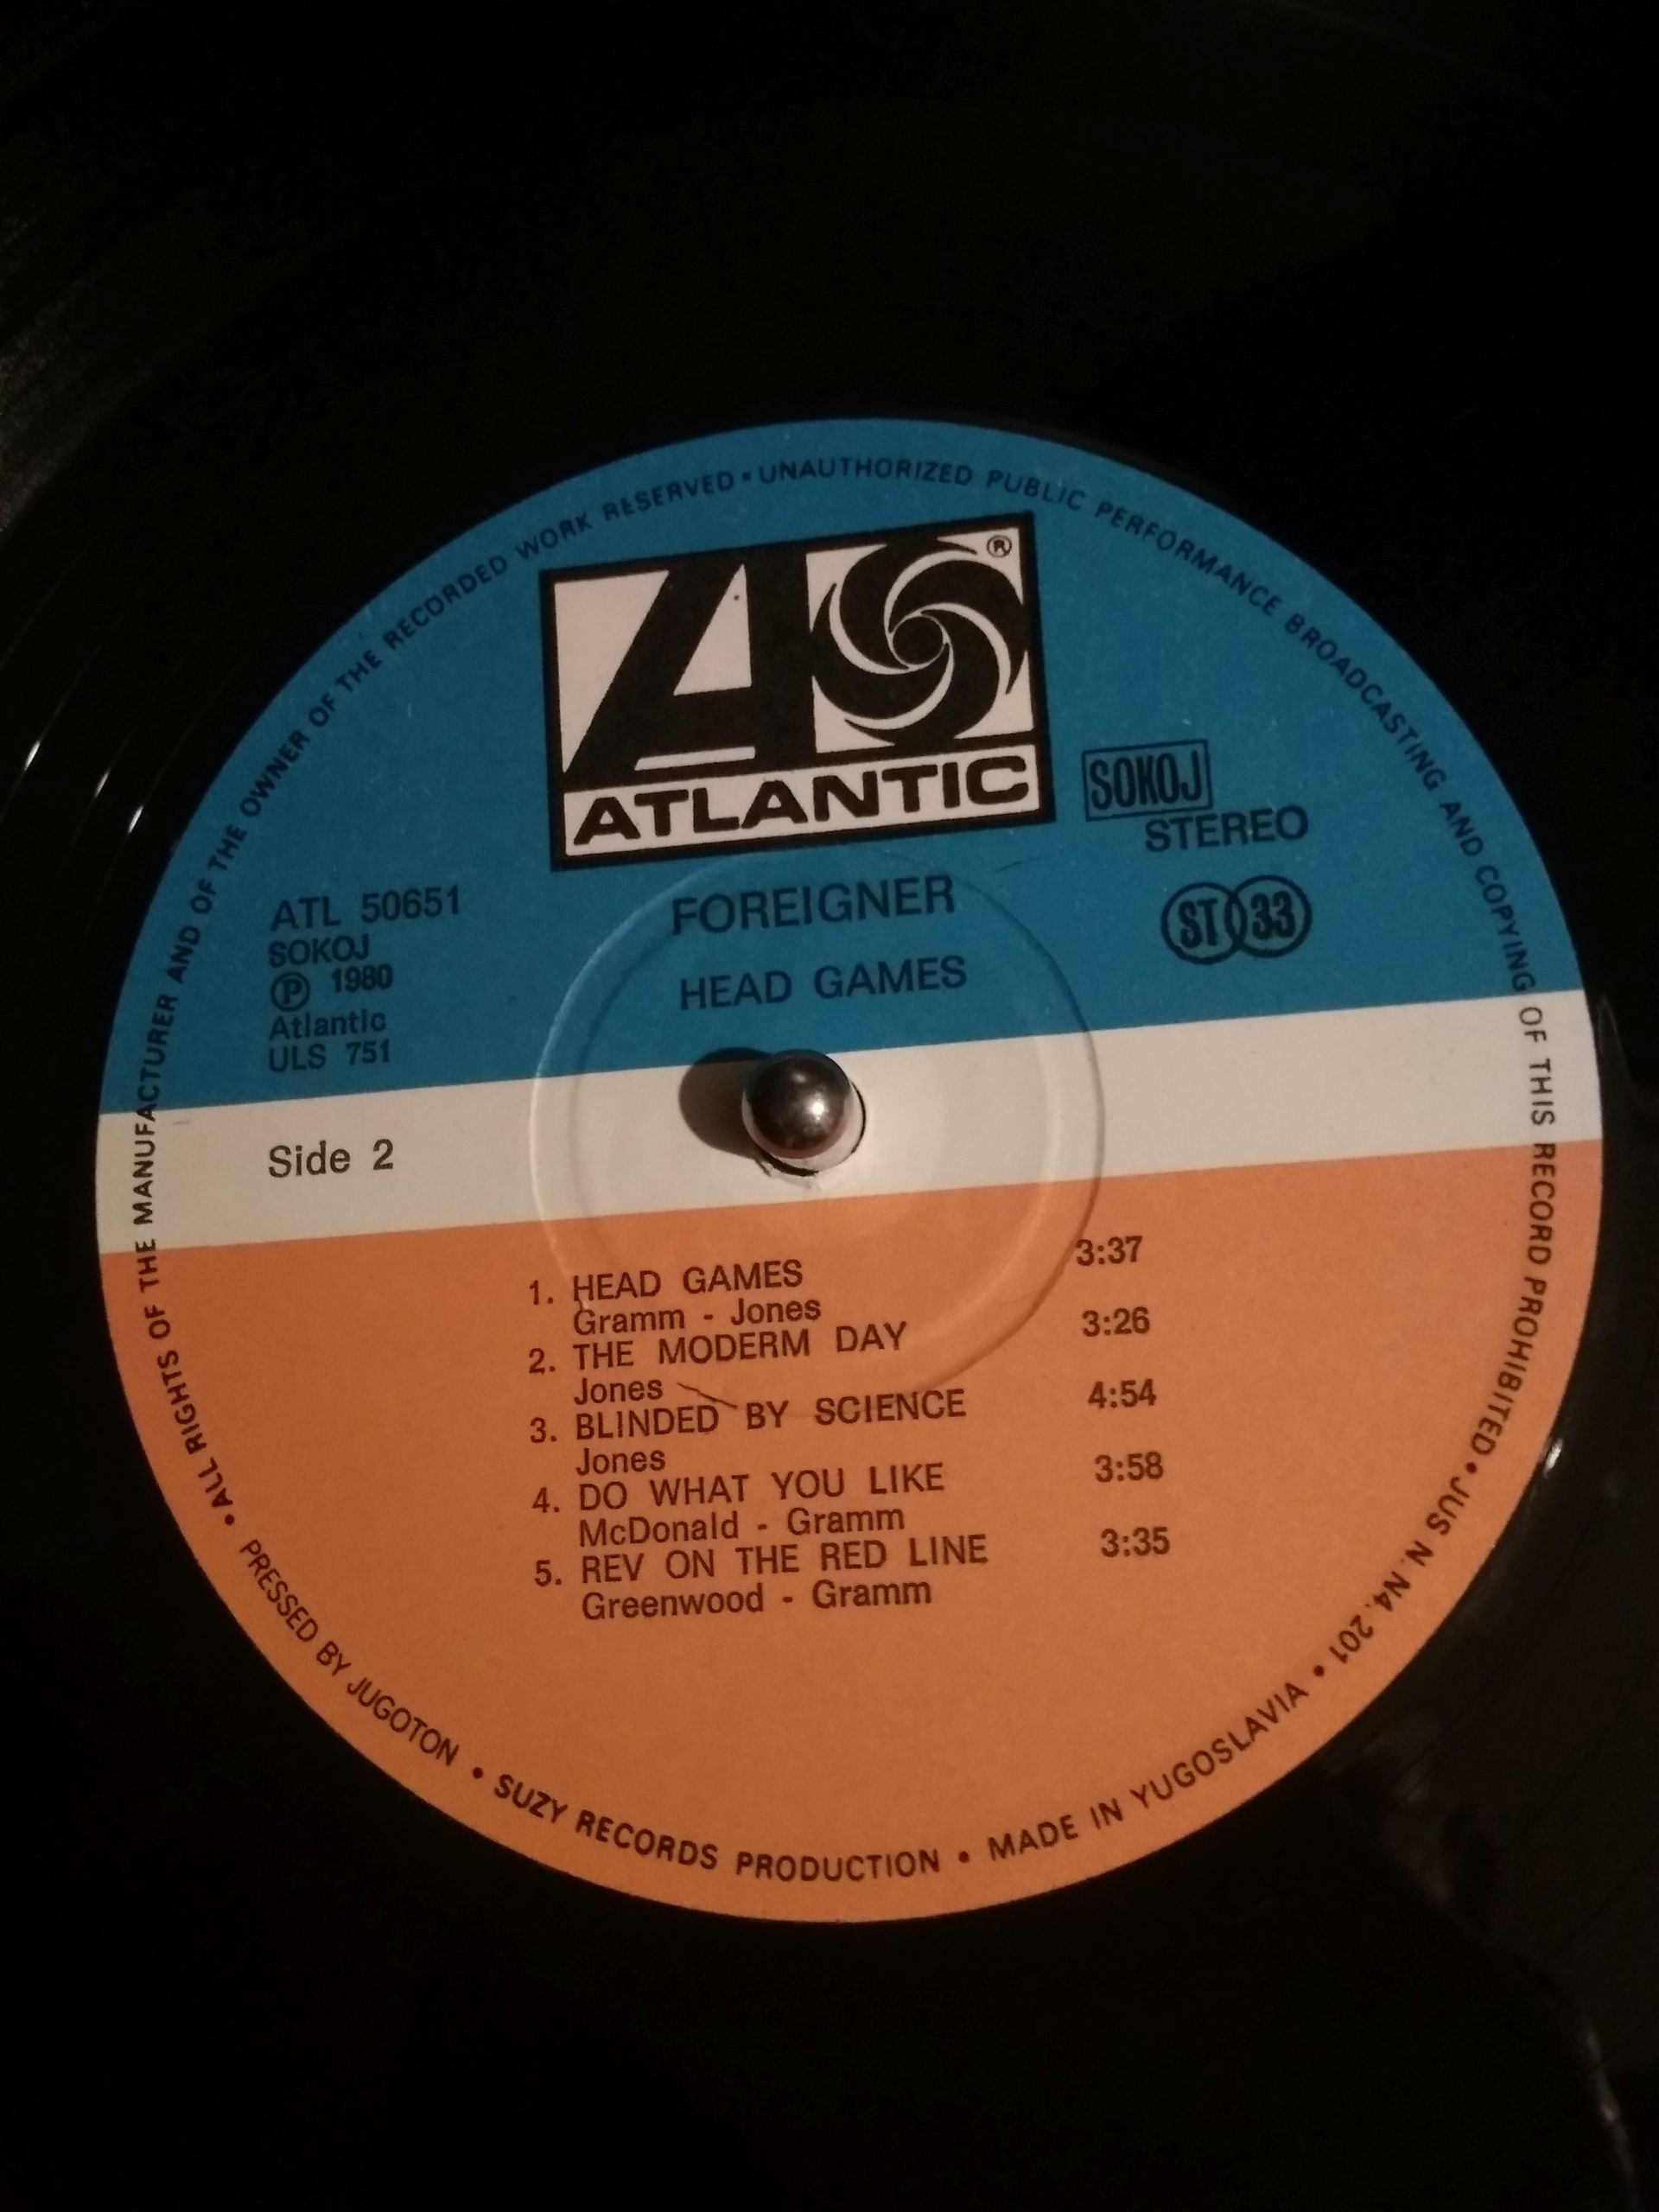 ALL RIGHTS OF THE MANUFACTURER AND OF THE OWNER OF THE RECORDED WORK RESERVED • UNAUTHORIZED PUBLIC PERFORMANCE BROADCASTING AND COPYING OF THIS RECORD PROHIBITED • JUS N. N4. 201 •
®
ATLANTIC
SOKOJ
STEREO
ST 33
ATL 50651
SOKOJ
℗ 1980
Atlantic
ULS 751
FOREIGNER
HEAD GAMES
Side 2
1. HEAD GAMES 3:37
Gramm - Jones
2. THE MODERM DAY 3:26
Jones
3. BLINDED BY SCIENCE 4:54
Jones
4. DO WHAT YOU LIKE 3:58
McDonald - Gramm
5. REV ON THE RED LINE 3:35
Greenwood - Gramm
• PRESSED BY JUGOTON • SUZY RECORDS PRODUCTION • MADE IN YUGOSLAVIA •